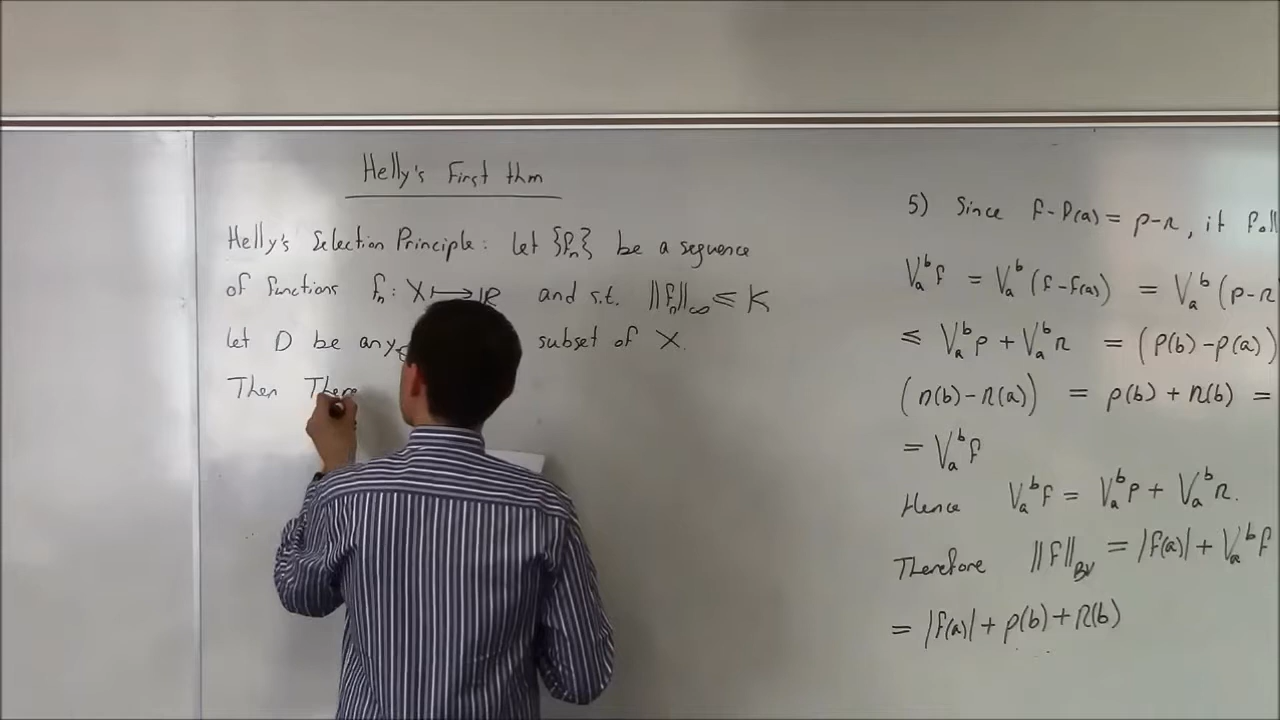 Helly's First thm
Helly's Selection Principle: let {fn} be a sequence
of functions fn: X ⟼ ℝ and s.t. ||fn||∞ ≤ K
let D be any subset of X.
Then There
5) Since f-f(a) = p-n, it foll
V_a^b f = V_a^b (f-f(a)) = V_a^b (p-n
≤ V_a^b p + V_a^b n = (p(b)-p(a))
(n(b)-n(a)) = p(b) + n(b) =
= V_a^b f
Hence V_a^b f = V_a^b p + V_a^b n.
Therefore ||f||_BV = |f(a)| + V_a^b f
= |f(a)| + p(b) + n(b)